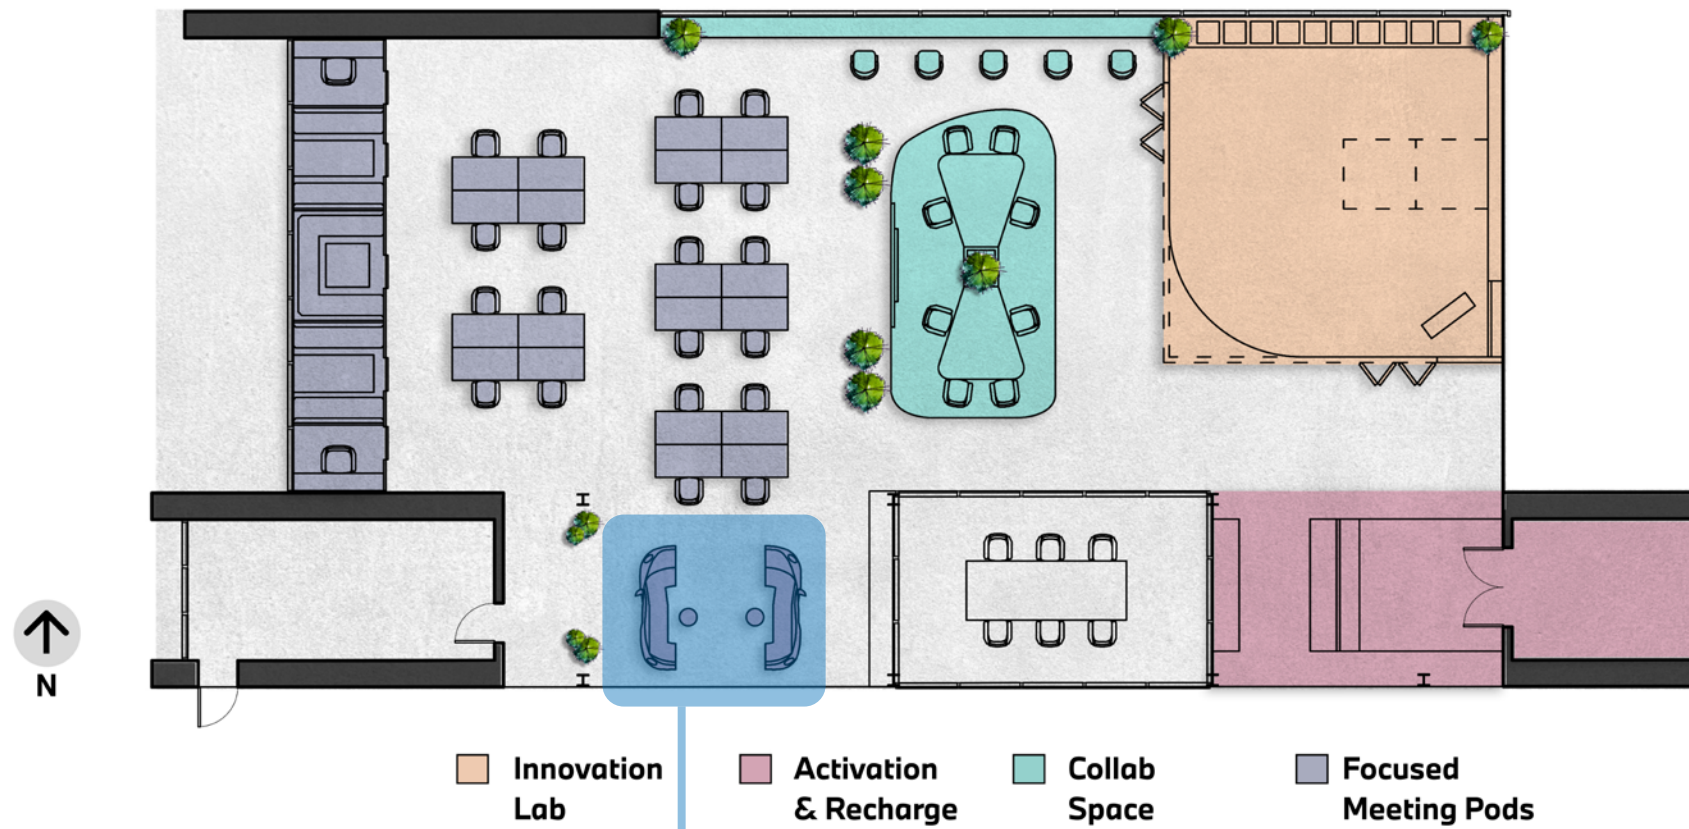 N
Innovation
Lab
Activation
& Recharge
Collab
Space
Focused
Meeting Pods